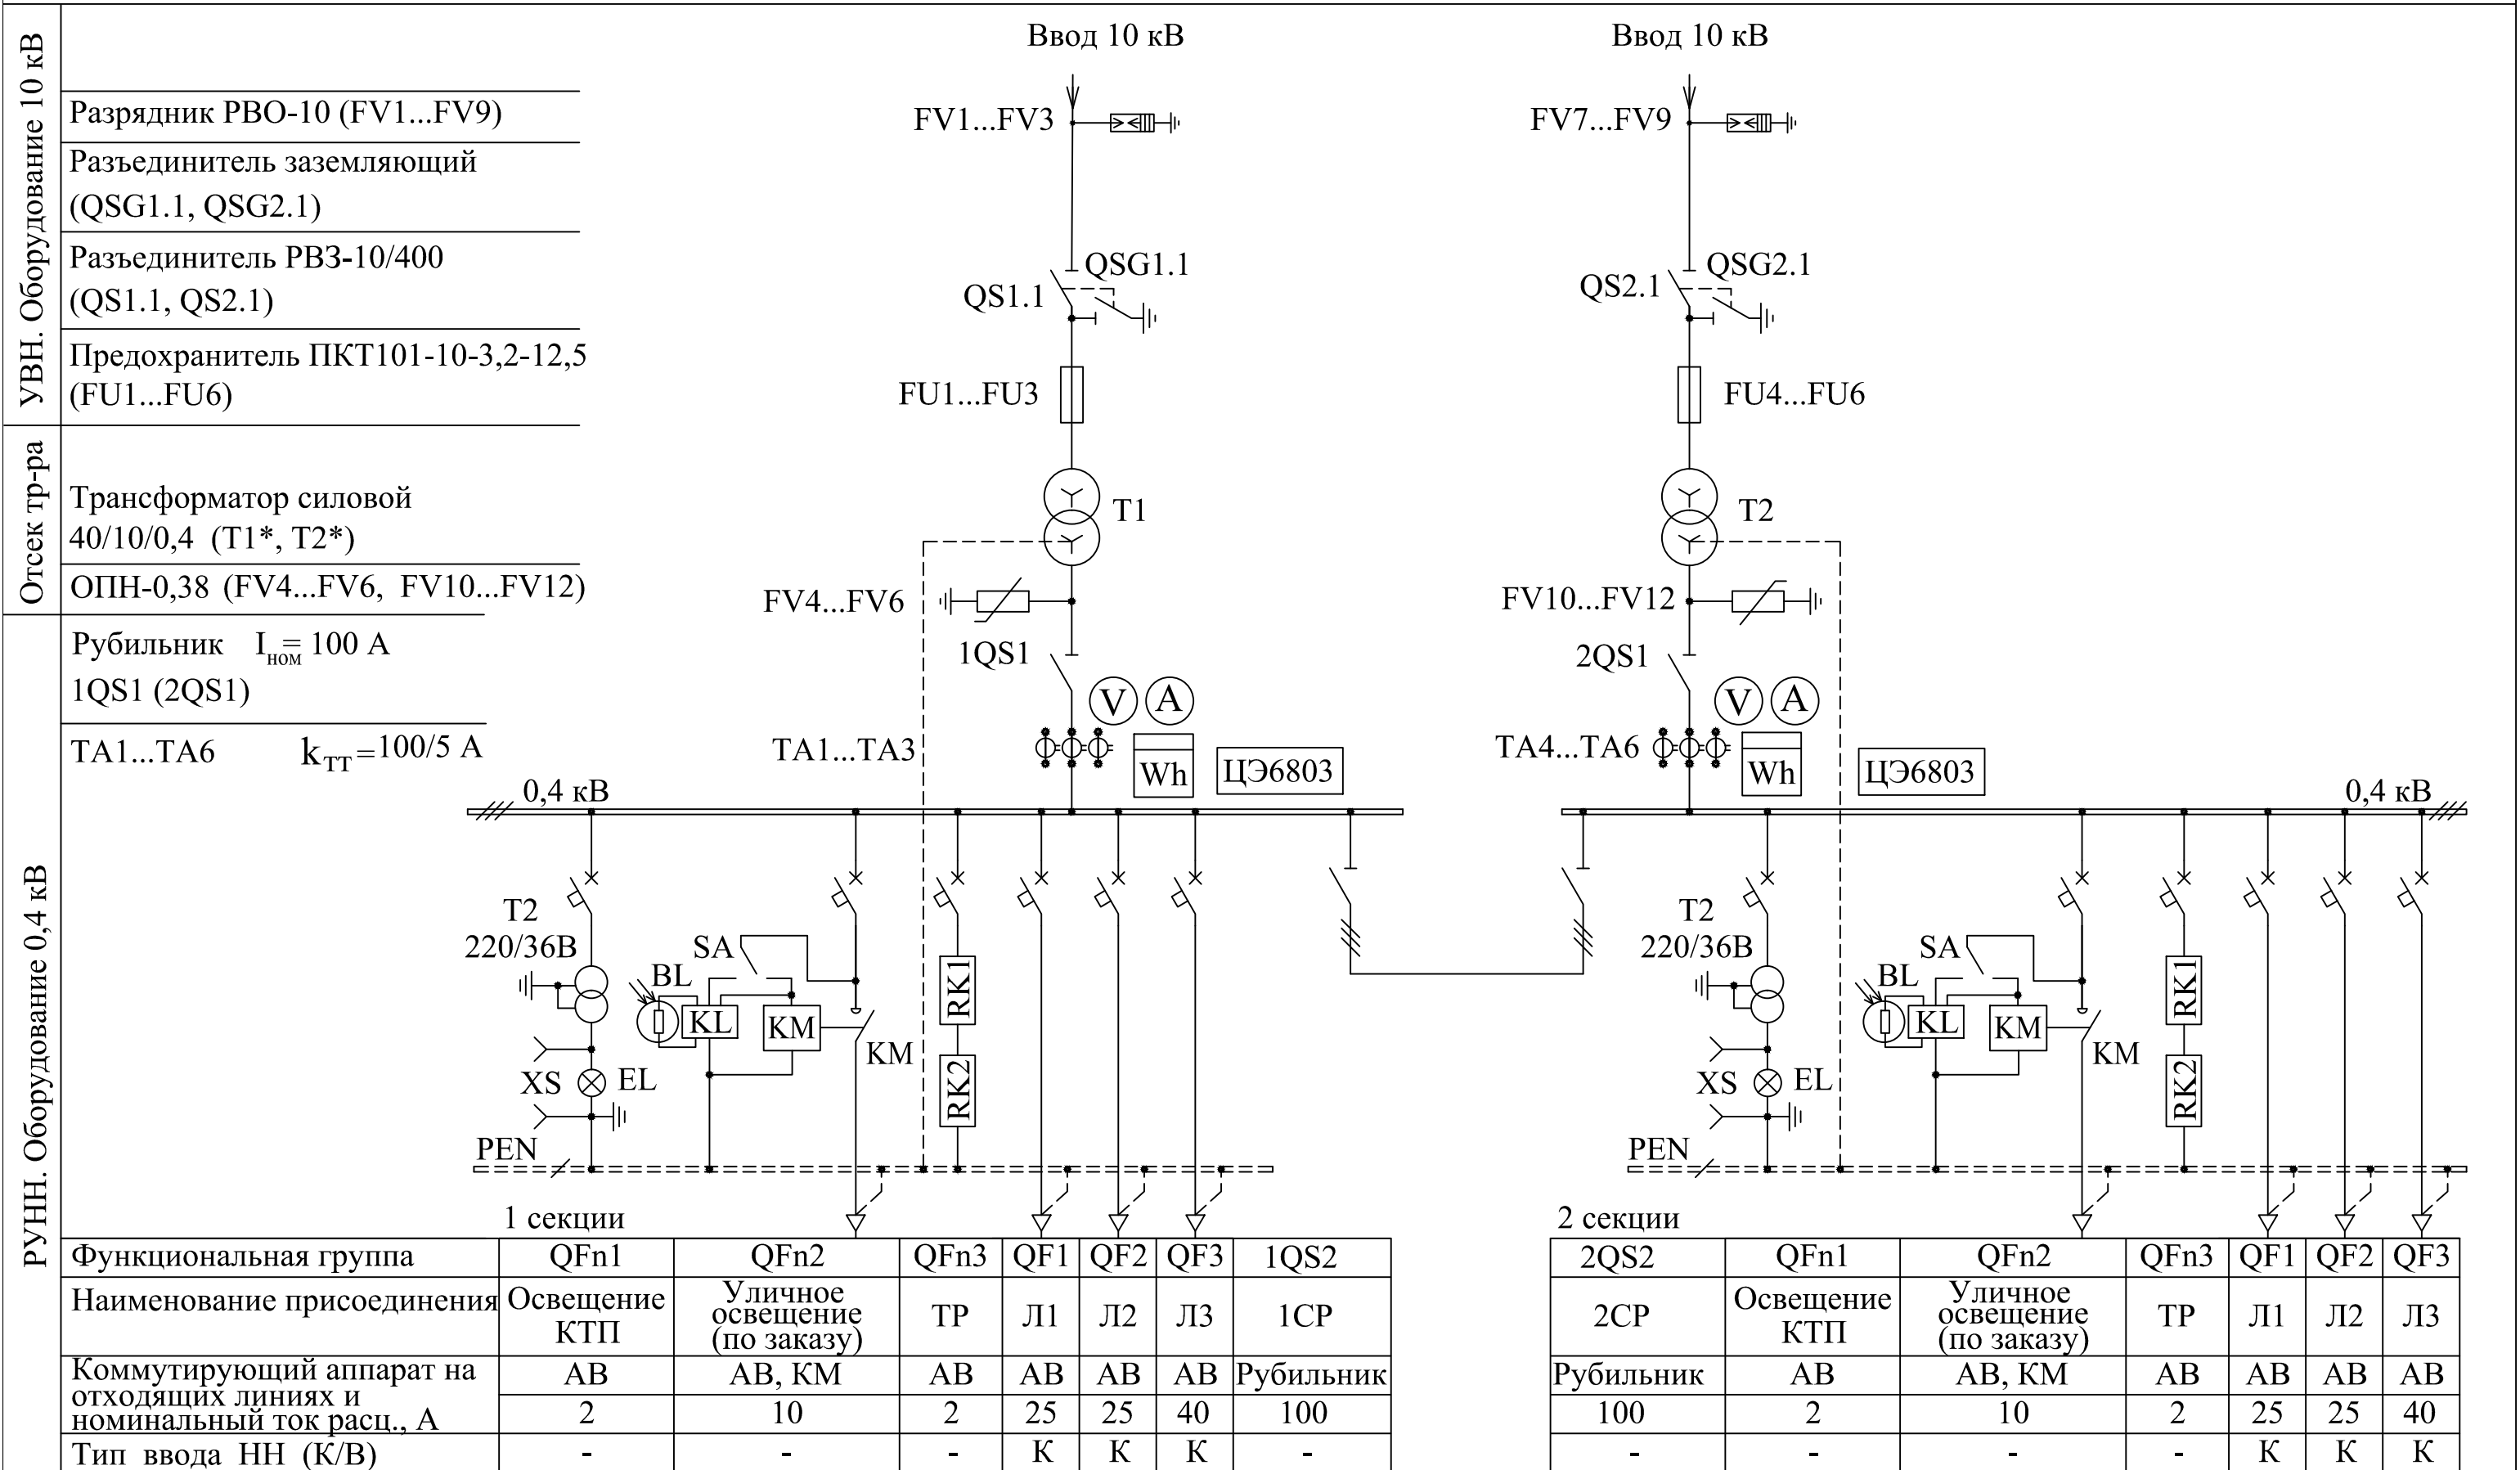 УВН. Оборудование 10 кВ
Разрядник РВО-10 (FV1...FV9)
Разъединитель заземляющий
(QSG1.1, QSG2.1)
Разъединитель РВЗ-10/400
(QS1.1, QS2.1)
Предохранитель ПКТ101-10-3,2-12,5
(FU1...FU6)
Отсек тр-ра
Трансформатор силовой
40/10/0,4 (Т1*, Т2*)
ОПН-0,38 (FV4...FV6, FV10...FV12)
РУНН. Оборудование 0,4 кВ
Рубильник Iном= 100 А
1QS1 (2QS1)
ТА1...ТА6 kТТ=100/5 А
Ввод 10 кВ
FV1...FV3
QSG1.1
QS1.1
FU1...FU3
Т1
FV4...FV6
1QS1
V A
ТА1...ТА3
Wh
ЦЭ6803
0,4 кВ
Т2
220/36В
SA
BL
KL
KM
KM
RK1
RK2
XS
EL
PEN
1 секции
Ввод 10 кВ
FV7...FV9
QSG2.1
QS2.1
FU4...FU6
Т2
FV10...FV12
2QS1
V A
ТА4...ТА6
Wh
ЦЭ6803
0,4 кВ
Т2
220/36В
SA
BL
KL
KM
KM
RK1
RK2
XS
EL
PEN
2 секции
Функциональная группа QFn1 QFn2 QFn3 QF1 QF2 QF3 1QS2 2QS2 QFn1 QFn2 QFn3 QF1 QF2 QF3
Наименование присоединения
Освещение
КТП
Уличное
освещение
(по заказу)
ТР Л1 Л2 Л3 1СР 2СР
Освещение
КТП
Уличное
освещение
(по заказу)
ТР Л1 Л2 Л3
Коммутирующий аппарат на
отходящих линиях и
номинальный ток расц., А
АВ АВ, КМ АВ АВ АВ АВ Рубильник Рубильник АВ АВ, КМ АВ АВ АВ АВ
2 10 2 25 25 40 100 100 2 10 2 25 25 40
Тип ввода НН (К/В) - - - К К К - - - - - К К К